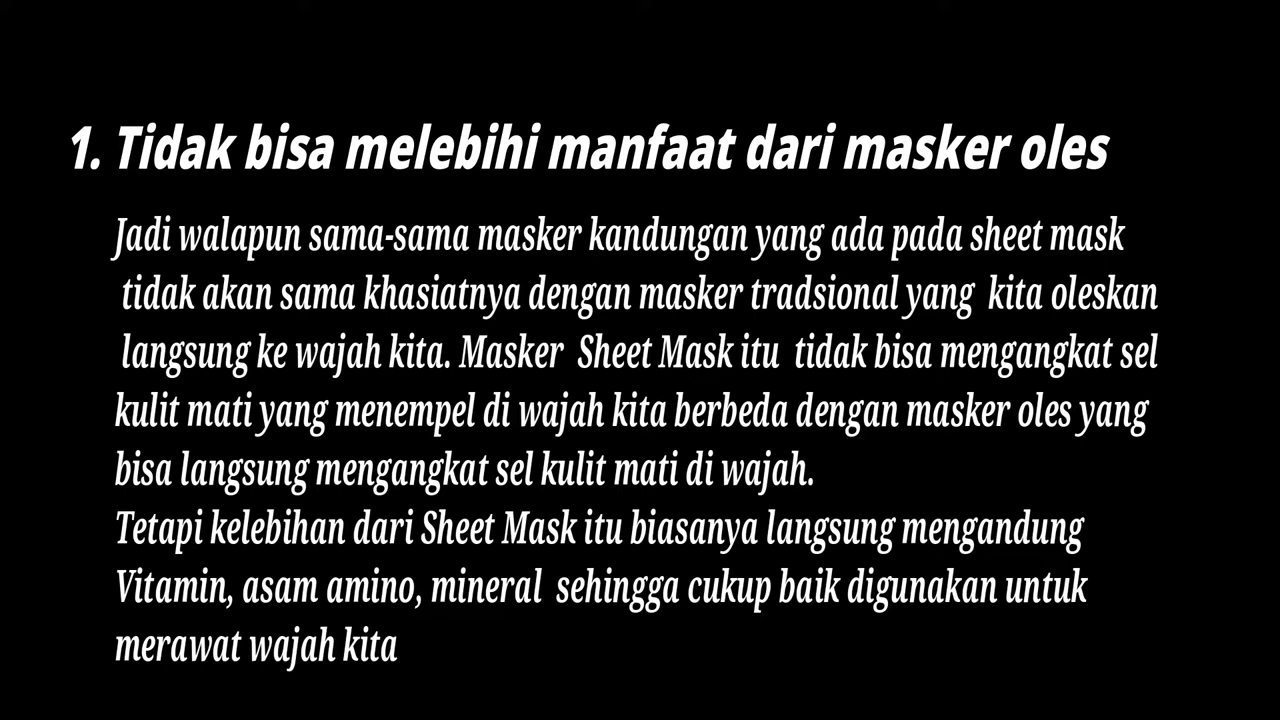 1. Tidak bisa melebihi manfaat dari masker oles
Jadi walapun sama-sama masker kandungan yang ada pada sheet mask
tidak akan sama khasiatnya dengan masker tradsional yang kita oleskan
langsung ke wajah kita. Masker Sheet Mask itu tidak bisa mengangkat sel
kulit mati yang menempel di wajah kita berbeda dengan masker oles yang
bisa langsung mengangkat sel kulit mati di wajah.
Tetapi kelebihan dari Sheet Mask itu biasanya langsung mengandung
Vitamin, asam amino, mineral sehingga cukup baik digunakan untuk
merawat wajah kita